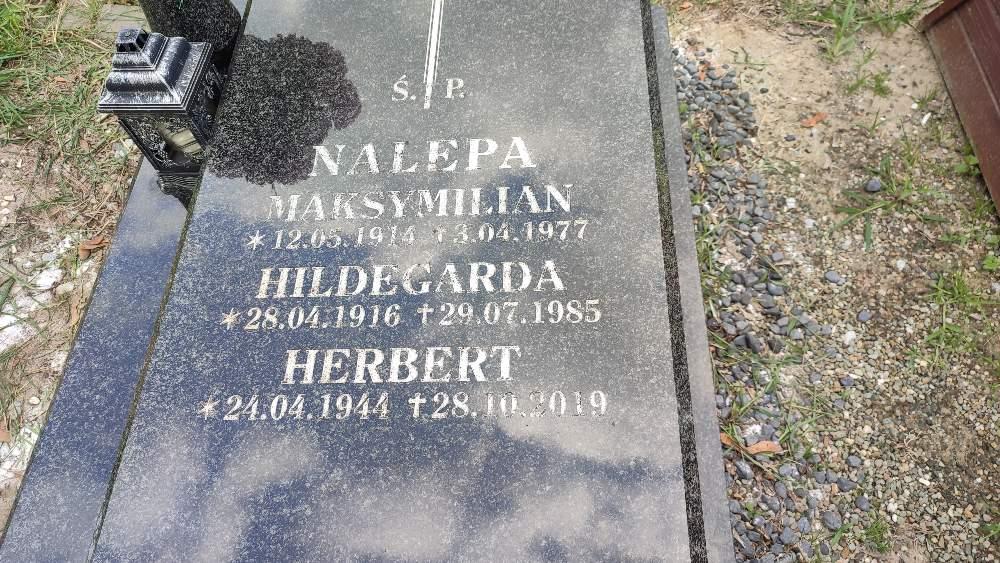 Ś. P.
NALEPA
MAKSYMILIAN
* 12.05.1914 † 3.04.1977
HILDEGARDA
* 28.04.1916 † 29.07.1985
HERBERT
* 24.04.1944 † 28.10.2019